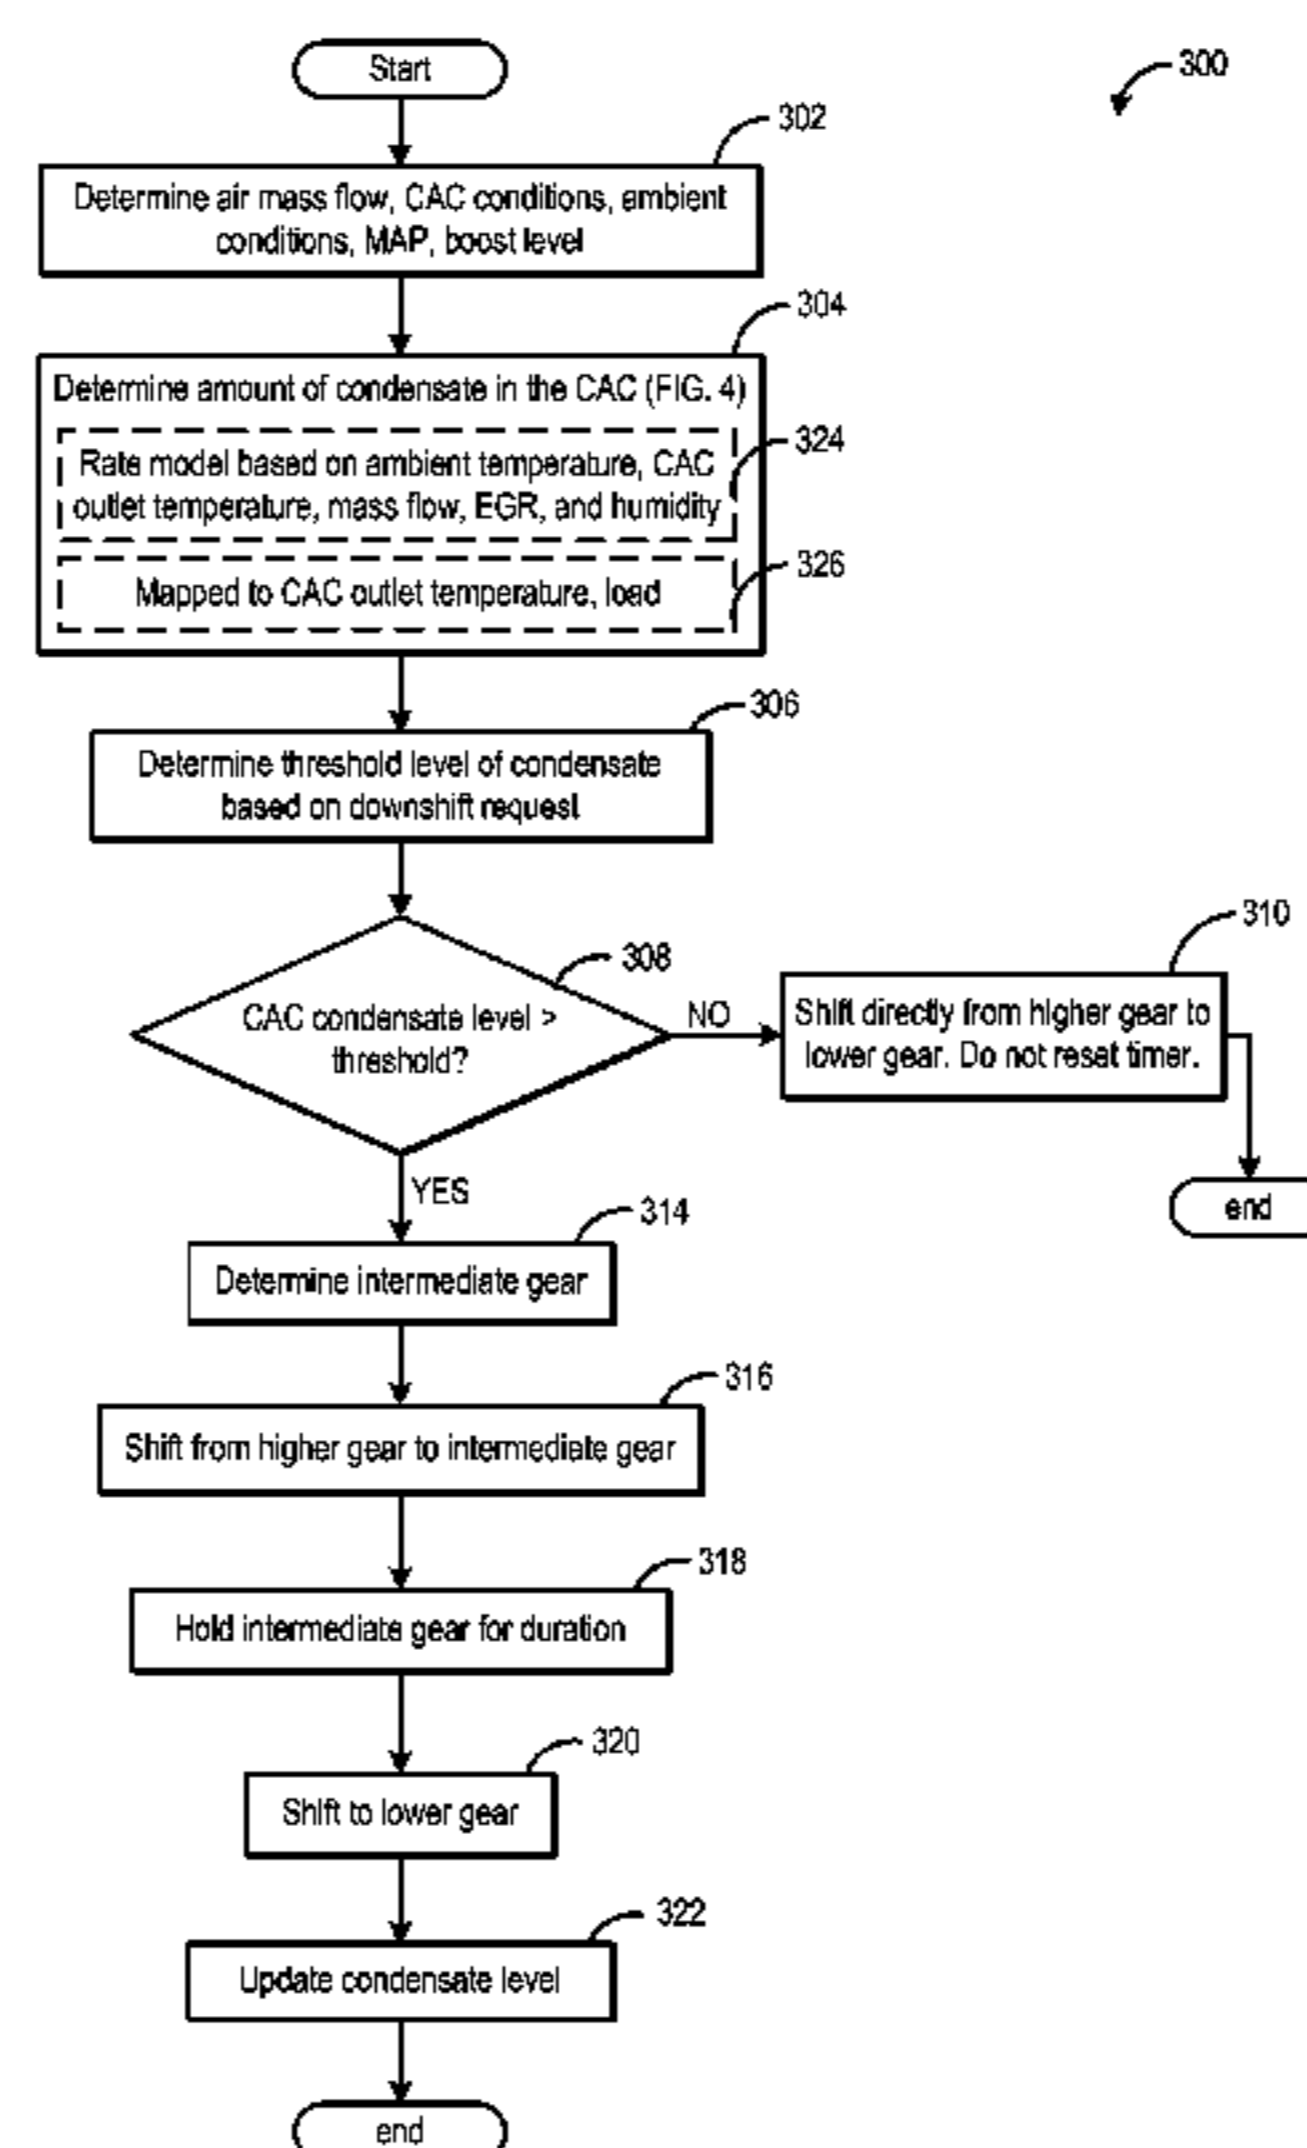 Start
300
302
Determine air mass flow, CAC conditions, ambient
conditions, MAP, boost level
304
Determine amount of condensate in the CAC (FIG. 4)
324
Rate model based on ambient temperature, CAC
outlet temperature, mass flow, EGR, and humidity
326
Mapped to CAC outlet temperature, load
306
Determine threshold level of condensate
based on downshift request
308
CAC condensate level >
threshold?
NO
310
Shift directly from higher gear to
lower gear. Do not reset timer.
end
YES
314
Determine intermediate gear
316
Shift from higher gear to intermediate gear
318
Hold intermediate gear for duration
320
Shift to lower gear
322
Update condensate level
end